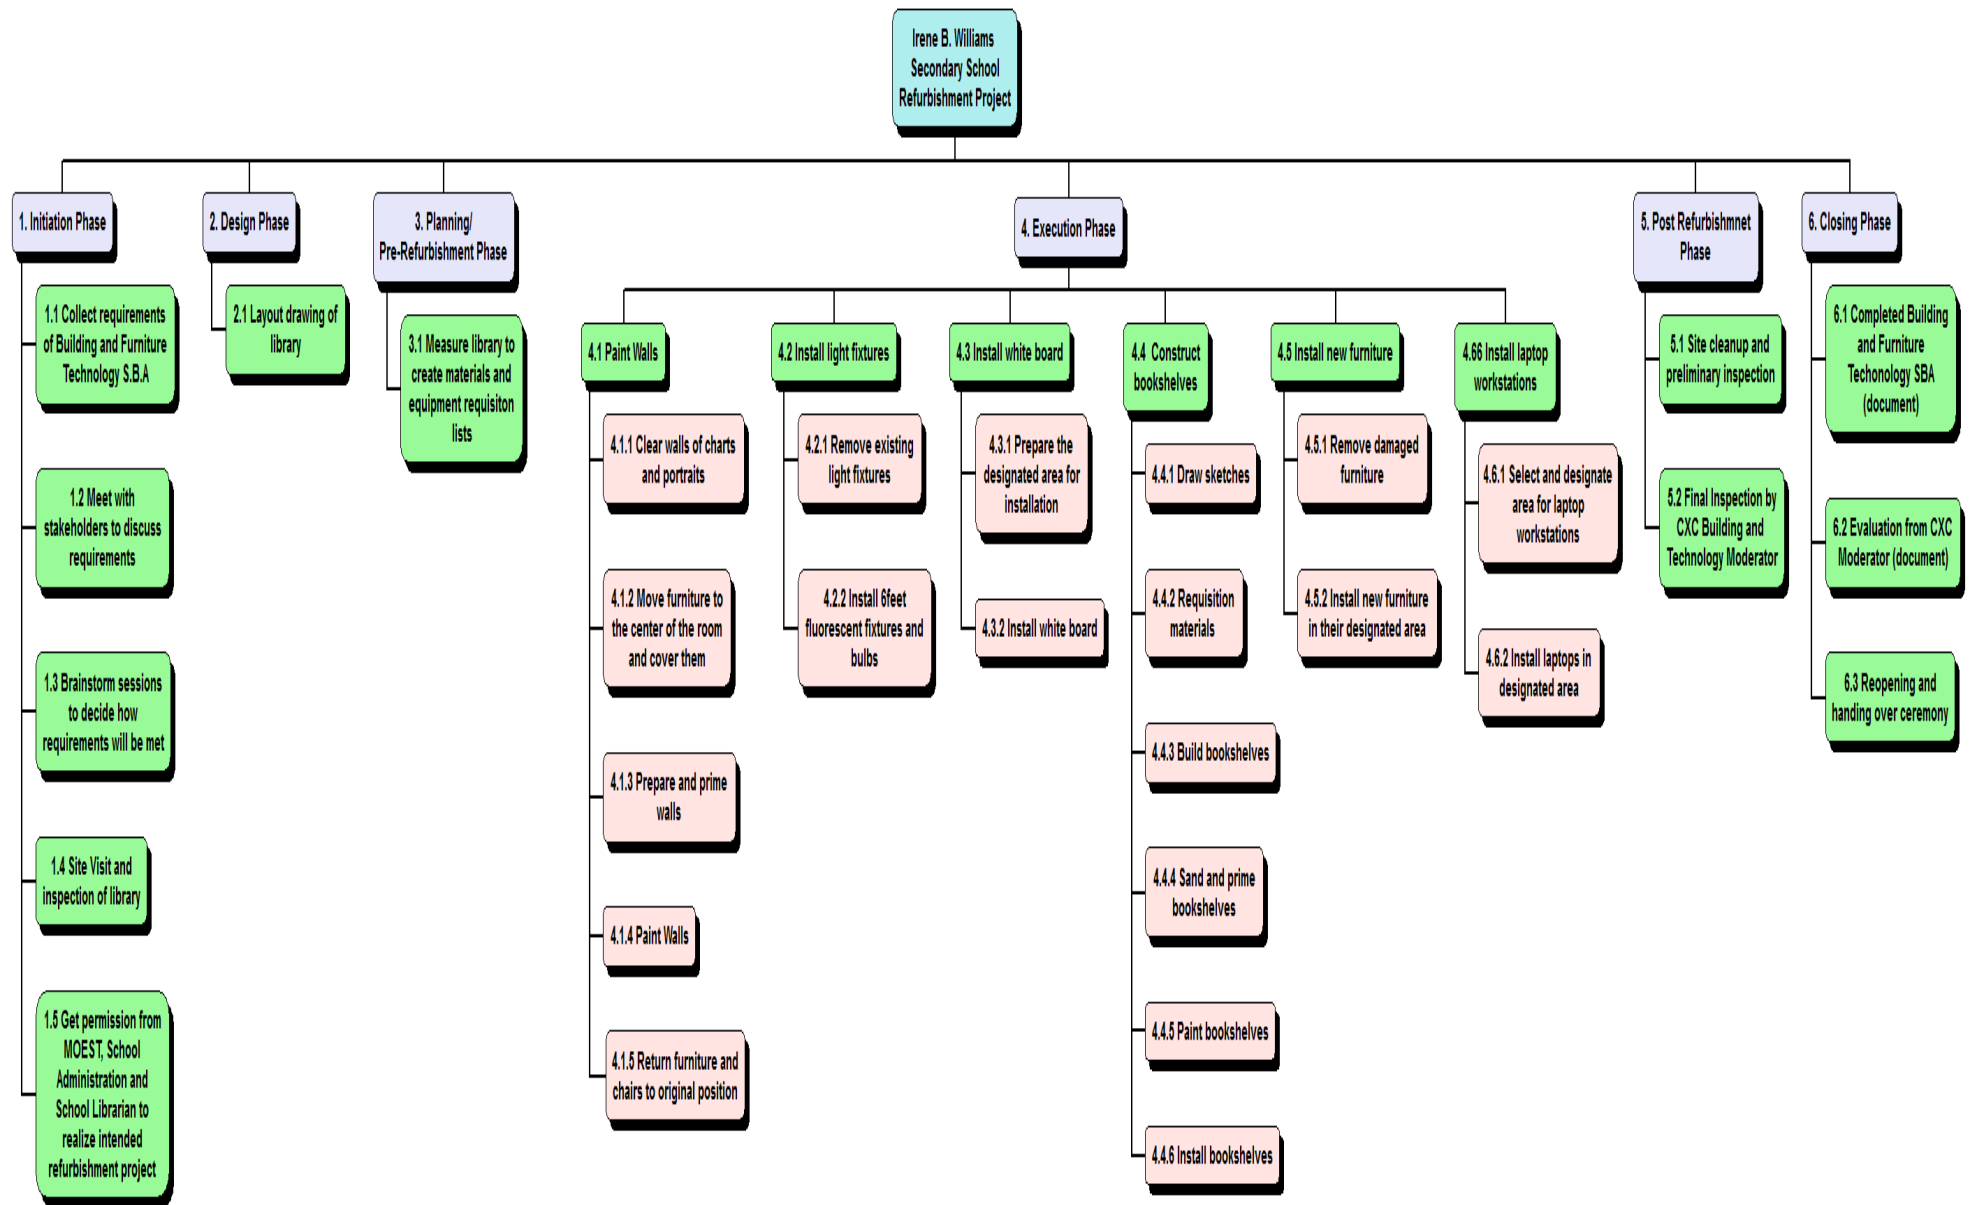 Irene B. Williams
Secondary School
Refurbishment Project
1. Initiation Phase
1.1 Collect requirements
of Building and Furniture
Technology S.B.A
1.2 Meet with
stakeholders to discuss
requirements
1.3 Brainstorm sessions
to decide how
requirements will be met
1.4 Site Visit and
inspection of library
1.5 Get permission from
MOEST, School
Administration and
School Librarian to
realize intended
refurbishment project
2. Design Phase
2.1 Layout drawing of
library
3. Planning/
Pre-Refurbishment Phase
3.1 Measure library to
create materials and
equipment requisiton
lists
4. Execution Phase
4.1 Paint Walls
4.1.1 Clear walls of charts
and portraits
4.1.2 Move furniture to
the center of the room
and cover them
4.1.3 Prepare and prime
walls
4.1.4 Paint Walls
4.1.5 Return furniture and
chairs to original position
4.2 Install light fixtures
4.2.1 Remove existing
light fixtures
4.2.2 Install 6feet
fluorescent fixtures and
bulbs
4.3 Install white board
4.3.1 Prepare the
designated area for
installation
4.3.2 Install white board
4.4 Construct
bookshelves
4.4.1 Draw sketches
4.4.2 Requisition
materials
4.4.3 Build bookshelves
4.4.4 Sand and prime
bookshelves
4.4.5 Paint bookshelves
4.4.6 Install bookshelves
4.5 Install new furniture
4.5.1 Remove damaged
furniture
4.5.2 Install new furniture
in their designated area
4.66 Install laptop
workstations
4.6.1 Select and designate
area for laptop
workstations
4.6.2 Install laptops in
designated area
5. Post Refurbishmnet
Phase
5.1 Site cleanup and
preliminary inspection
5.2 Final Inspection by
CXC Building and
Technology Moderator
6. Closing Phase
6.1 Completed Building
and Furniture
Techonology SBA
(document)
6.2 Evaluation from CXC
Moderator (document)
6.3 Reopening and
handing over ceremony